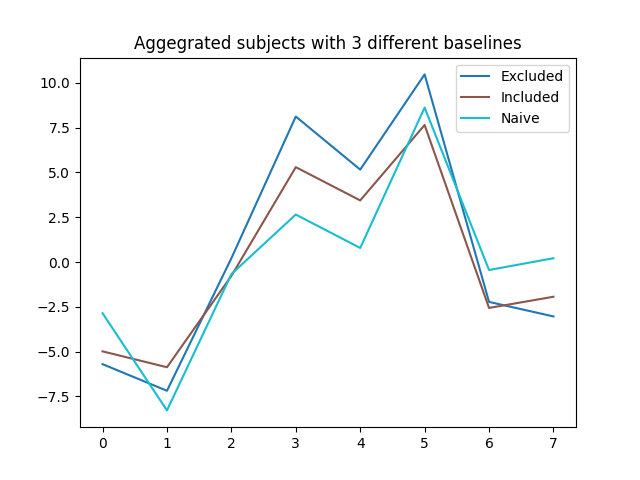 Aggegrated subjects with 3 different baselines
Excluded
Included
Naive
10.0
7.5
5.0
2.5
0.0
−2.5
−5.0
−7.5
0 1 2 3 4 5 6 7